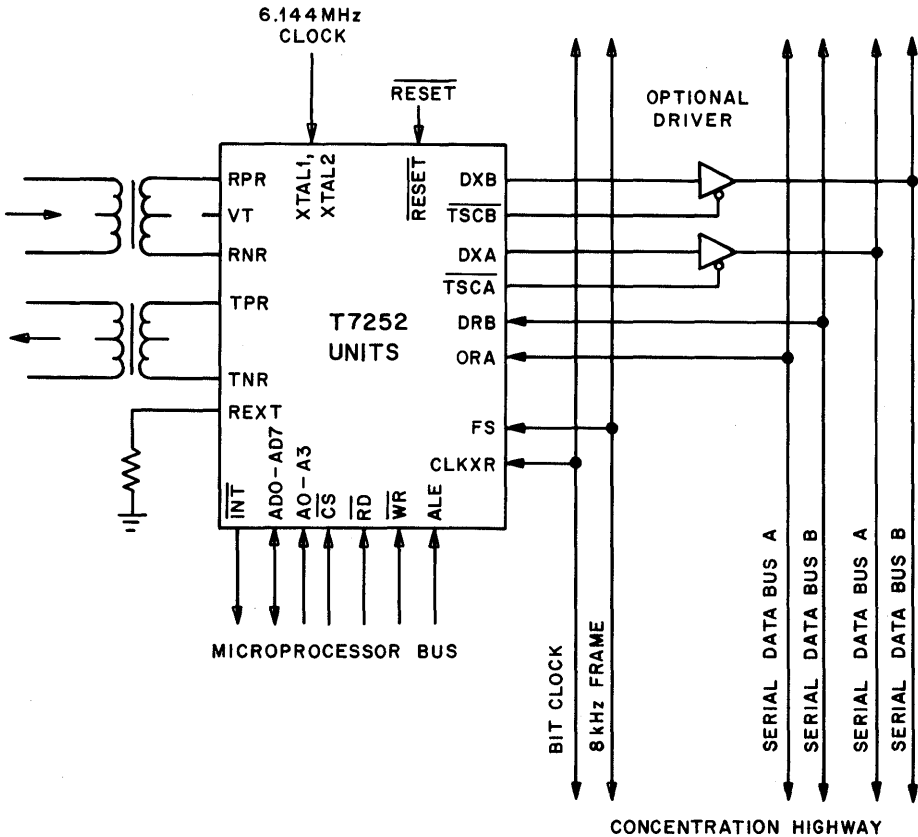 6.144MHz
CLOCK
RESET
OPTIONAL
DRIVER
XTAL1,
XTAL2
RESET
RPR
VT
RNR
TPR
TNR
REXT
T7252
UNITS
DXB
TSCB
DXA
TSCA
DRB
ORA
FS
CLKXR
INT
AD0-AD7
A0-A3
CS
RD
WR
ALE
MICROPROCESSOR BUS
BIT CLOCK
8kHz FRAME
SERIAL DATA BUS A
SERIAL DATA BUS B
SERIAL DATA BUS A
SERIAL DATA BUS B
CONCENTRATION HIGHWAY